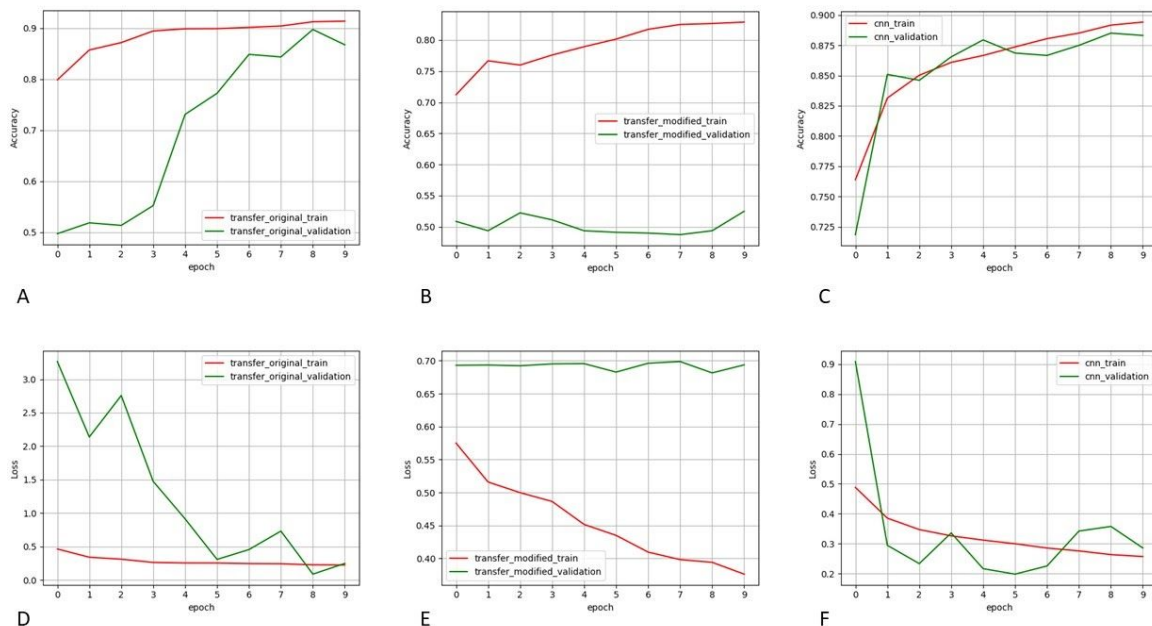 0.9
0.8
0.7
0.6
0.5
Accuracy
transfer_original_train
transfer_original_validation
0 1 2 3 4 5 6 7 8 9
epoch
A
0.80
0.75
0.70
0.65
0.60
0.55
0.50
Accuracy
transfer_modified_train
transfer_modified_validation
0 1 2 3 4 5 6 7 8 9
epoch
B
0.900
0.875
0.850
0.825
0.800
0.775
0.750
0.725
Accuracy
cnn_train
cnn_validation
0 1 2 3 4 5 6 7 8 9
epoch
C
3.0
2.5
2.0
1.5
1.0
0.5
0.0
Loss
transfer_original_train
transfer_original_validation
0 1 2 3 4 5 6 7 8 9
epoch
D
0.70
0.65
0.60
0.55
0.50
0.45
0.40
Loss
transfer_modified_train
transfer_modified_validation
0 1 2 3 4 5 6 7 8 9
epoch
E
0.9
0.8
0.7
0.6
0.5
0.4
0.3
0.2
Loss
cnn_train
cnn_validation
0 1 2 3 4 5 6 7 8 9
epoch
F